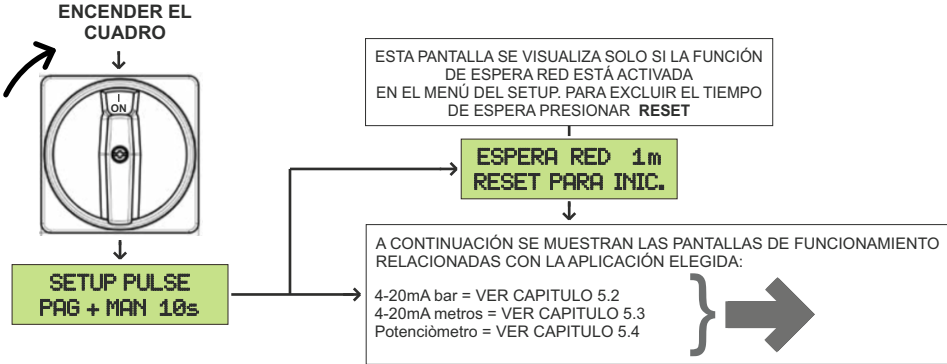 ENCENDER EL
CUADRO
I
ON
SETUP PULSE
PAG + MAN 10s
ESTA PANTALLA SE VISUALIZA SOLO SI LA FUNCIÓN
DE ESPERA RED ESTÁ ACTIVADA
EN EL MENÚ DEL SETUP. PARA EXCLUIR EL TIEMPO
DE ESPERA PRESIONAR RESET
ESPERA RED 1m
RESET PARA INIC.
A CONTINUACIÓN SE MUESTRAN LAS PANTALLAS DE FUNCIONAMIENTO
RELACIONADAS CON LA APLICACIÓN ELEGIDA:
4-20mA bar = VER CAPITULO 5.2
4-20mA metros = VER CAPITULO 5.3
Potenciòmetro = VER CAPITULO 5.4